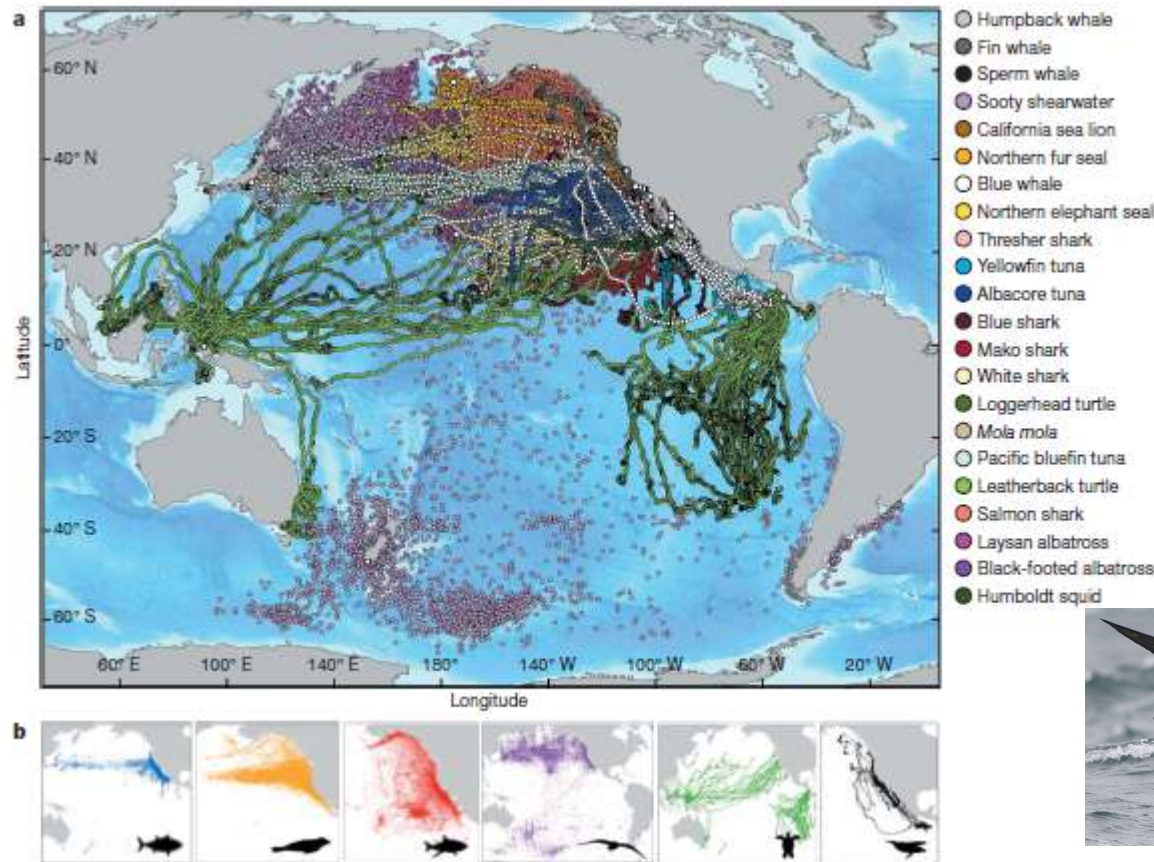 a
60° N
40° N
20° N
0°
20° S
40° S
60° S
Latitude
60° E
100° E
140° E
180°
140° W
100° W
60° W
20° W
Longitude
Humpback whale
Fin whale
Sperm whale
Sooty shearwater
California sea lion
Northern fur seal
Blue whale
Northern elephant seal
Thresher shark
Yellowfin tuna
Albacore tuna
Blue shark
Mako shark
White shark
Loggerhead turtle
Mola mola
Pacific bluefin tuna
Leatherback turtle
Salmon shark
Laysan albatross
Black-footed albatross
Humboldt squid
b